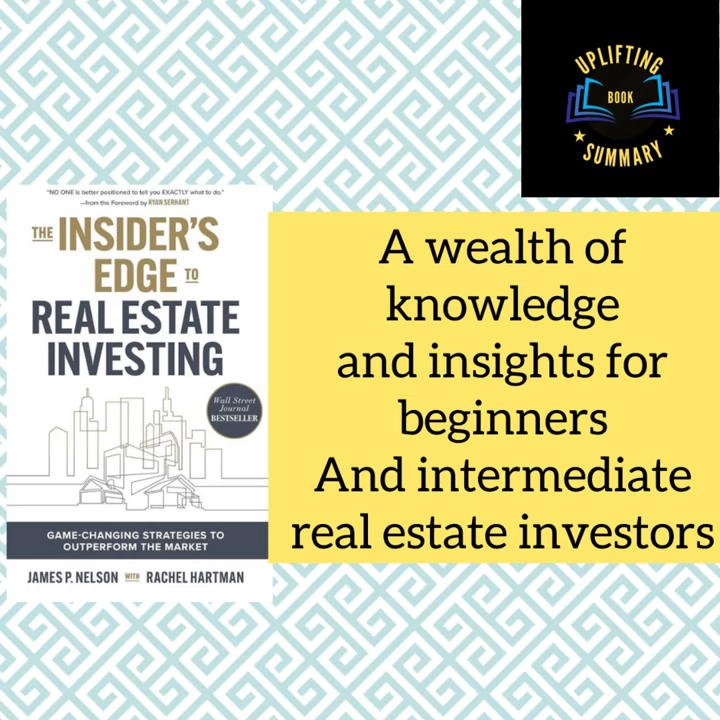 UPLIFTING
BOOK
SUMMARY
"NO ONE is better positioned to tell you EXACTLY what to do."
—from the Foreword by RYAN SERHANT
THE INSIDER'S
EDGE TO
REAL ESTATE
INVESTING
Wall Street
Journal
BESTSELLER
GAME-CHANGING STRATEGIES TO
OUTPERFORM THE MARKET
JAMES P. NELSON WITH RACHEL HARTMAN
A wealth of
knowledge
and insights for
beginners
And intermediate
real estate investors